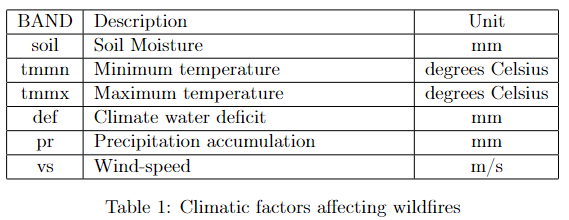 BAND Description Unit
soil Soil Moisture mm
tmmn Minimum temperature degrees Celsius
tmmx Maximum temperature degrees Celsius
def Climate water deficit mm
pr Precipitation accumulation mm
vs Wind-speed m/s
Table 1: Climatic factors affecting wildfires